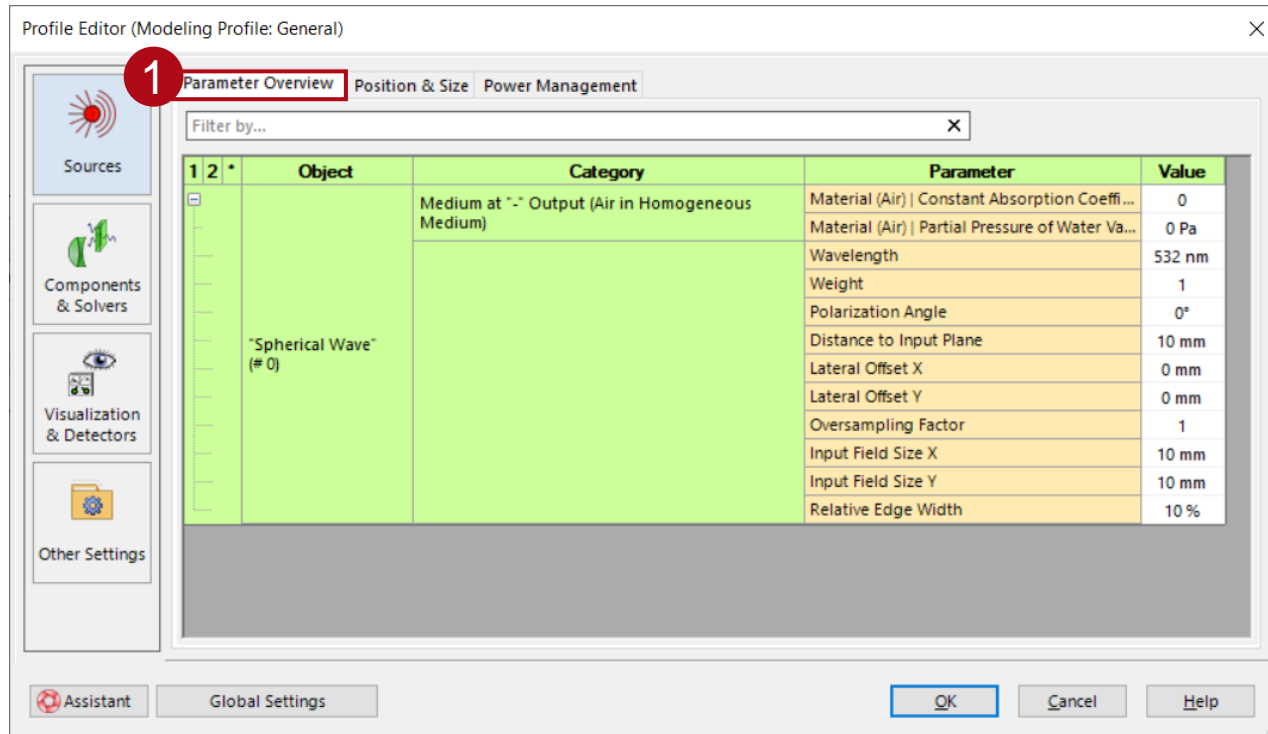 Profile Editor (Modeling Profile: General)
1
Parameter Overview Position & Size Power Management
Filter by...
Sources
1 2 * Object Category Parameter Value
"Spherical Wave"
(# 0)
Medium at "-" Output (Air in Homogeneous
Medium)
Material (Air) | Constant Absorption Coeffi... 0
Material (Air) | Partial Pressure of Water Va... 0 Pa
Wavelength 532 nm
Weight 1
Polarization Angle 0°
Distance to Input Plane 10 mm
Lateral Offset X 0 mm
Lateral Offset Y 0 mm
Oversampling Factor 1
Input Field Size X 10 mm
Input Field Size Y 10 mm
Relative Edge Width 10 %
Components
& Solvers
Visualization
& Detectors
Other Settings
Assistant Global Settings OK Cancel Help